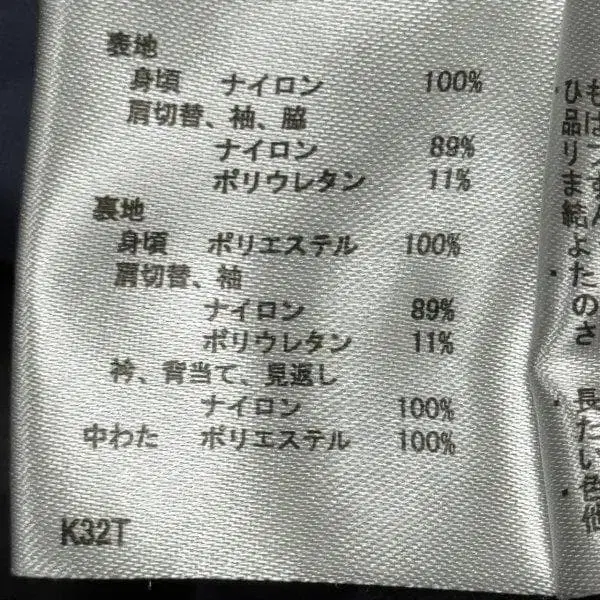 表地
身頃 ナイロン 100%
肩切替、袖、脇
ナイロン 89%
ポリウレタン 11%
裏地
身頃 ポリエステル 100%
肩切替、袖
ナイロン 89%
ポリウレタン 11%
衿、背当て、見返し
ナイロン 100%
中わた ポリエステル 100%
K32T